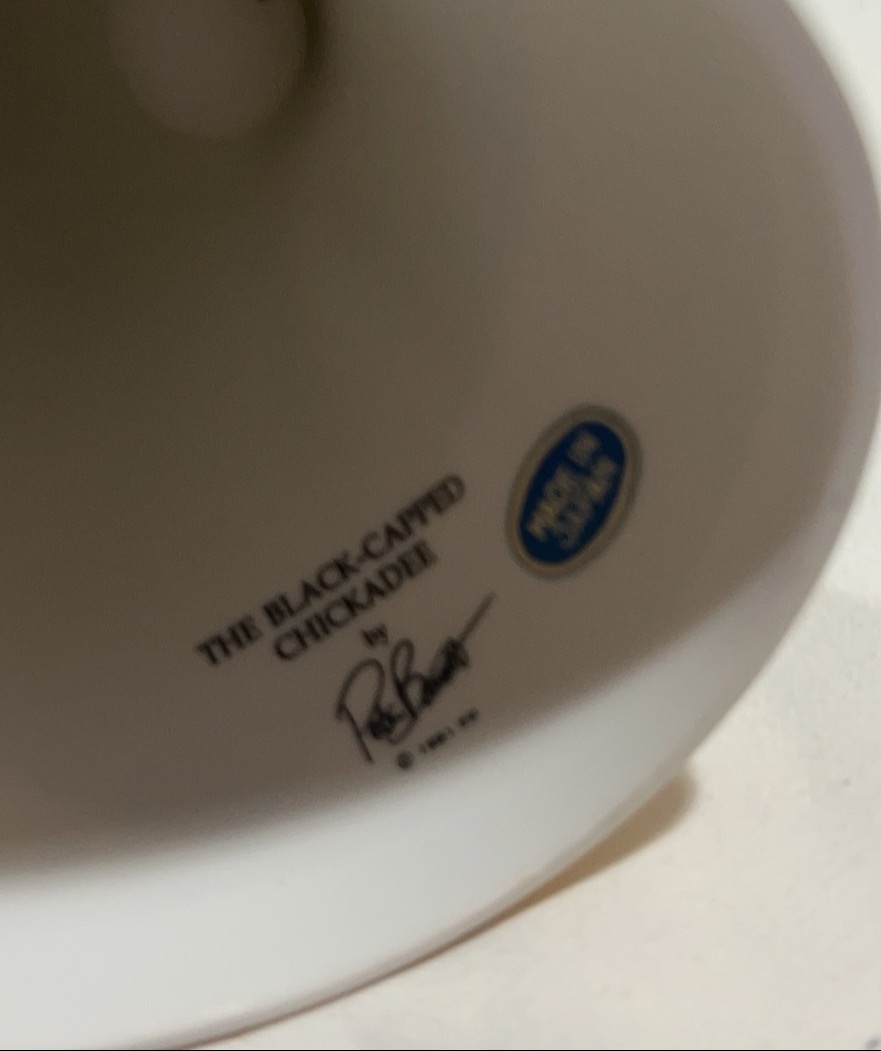 THE BLACK-CAPPED
CHICKADEE
by
MADE IN
JAPAN